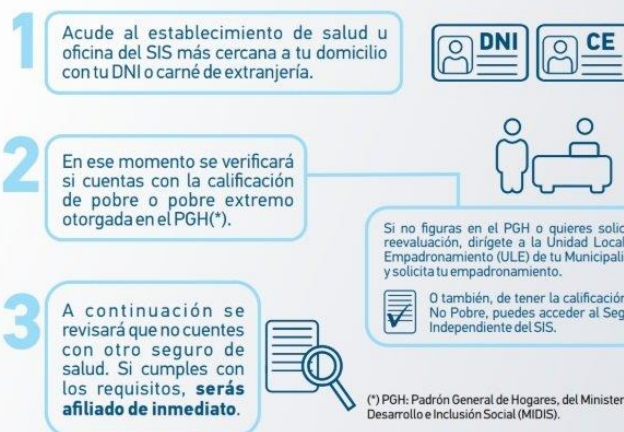 1
Acude al establecimiento de salud u
oficina del SIS más cercana a tu domicilio
con tu DNI o carné de extranjería.
DNI
CE
2
En ese momento se verificará
si cuentas con la calificación
de pobre o pobre extremo
otorgada en el PGH(*).
Si no figuras en el PGH o quieres
reevaluación, dirígete a la Unidad
Empadronamiento (ULE) de tu
y solicita tu empadronamiento.
O también, de tener la
No Pobre, puedes acceder al
Independiente del SIS.
3
A continuación se
revisará que no cuentes
con otro seguro de
salud. Si cumples con
los requisitos, serás
afiliado de inmediato.
(*) PGH: Padrón General de Hogares, del
Desarrollo e Inclusión Social (MIDIS).